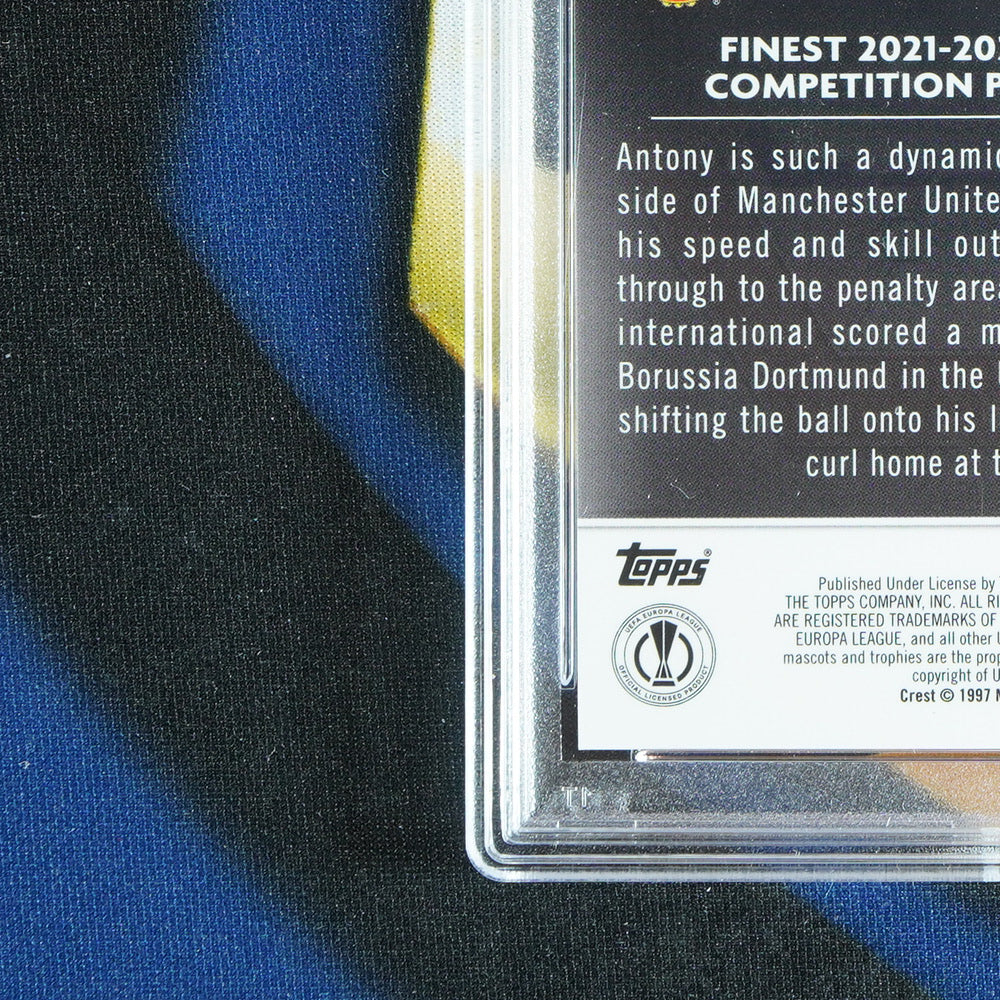 FINEST 2021-20
COMPETITION P
Antony is such a dynamic
side of Manchester Unite
his speed and skill out
through to the penalty area
international scored a m
Borussia Dortmund in the
shifting the ball onto his
curl home at t
TOPPS®
UEFA EUROPA LEAGUE
OFFICIAL LICENSED PRODUCT
Published Under License by
THE TOPPS COMPANY, INC. ALL RI
ARE REGISTERED TRADEMARKS OF
EUROPA LEAGUE, and all other
mascots and trophies are the prop
copyright of U
Crest © 1997